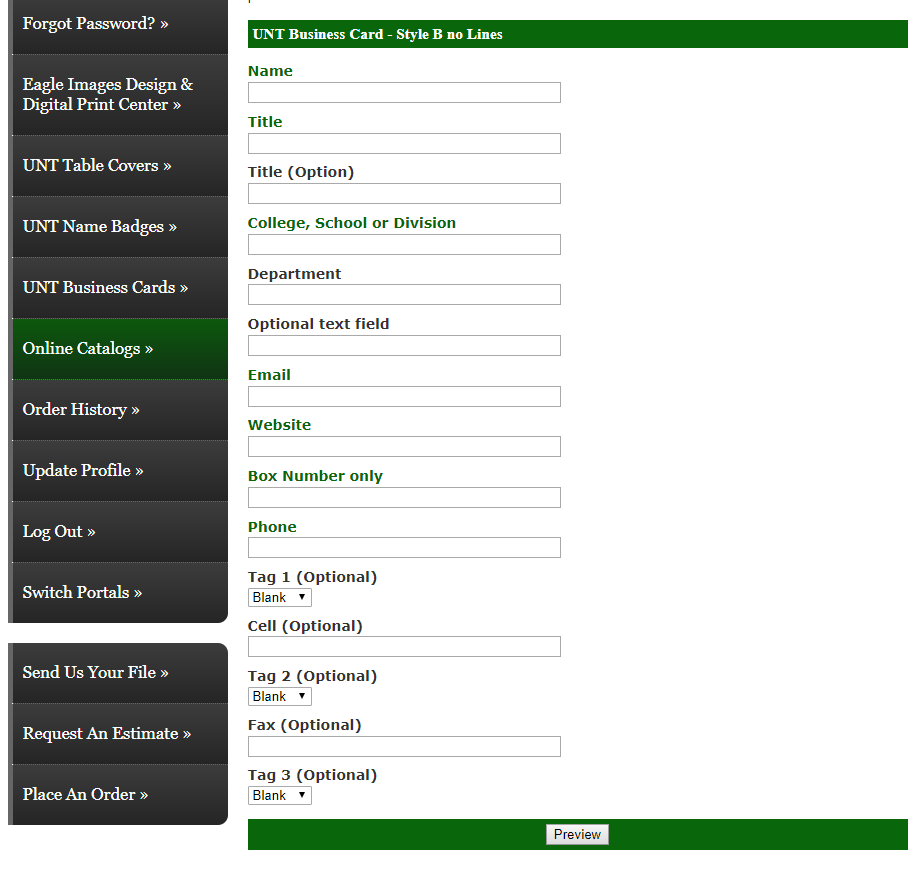 Forgot Password? »
Eagle Images Design &
Digital Print Center »
UNT Table Covers »
UNT Name Badges »
UNT Business Cards »
Online Catalogs »
Order History »
Update Profile »
Log Out »
Switch Portals »
Send Us Your File »
Request An Estimate »
Place An Order »
UNT Business Card - Style B no Lines
Name
Title
Title (Option)
College, School or Division
Department
Optional text field
Email
Website
Box Number only
Phone
Tag 1 (Optional)
Blank
Cell (Optional)
Tag 2 (Optional)
Blank
Fax (Optional)
Tag 3 (Optional)
Blank
Preview